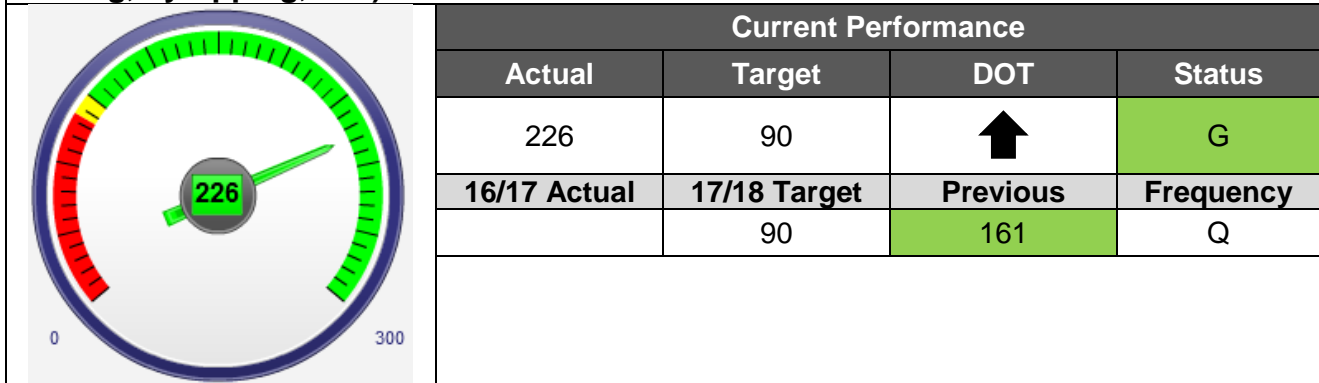 Current Performance
Actual Target DOT Status
226 90 G
16/17 Actual 17/18 Target Previous Frequency
90 161 Q
226
0 300